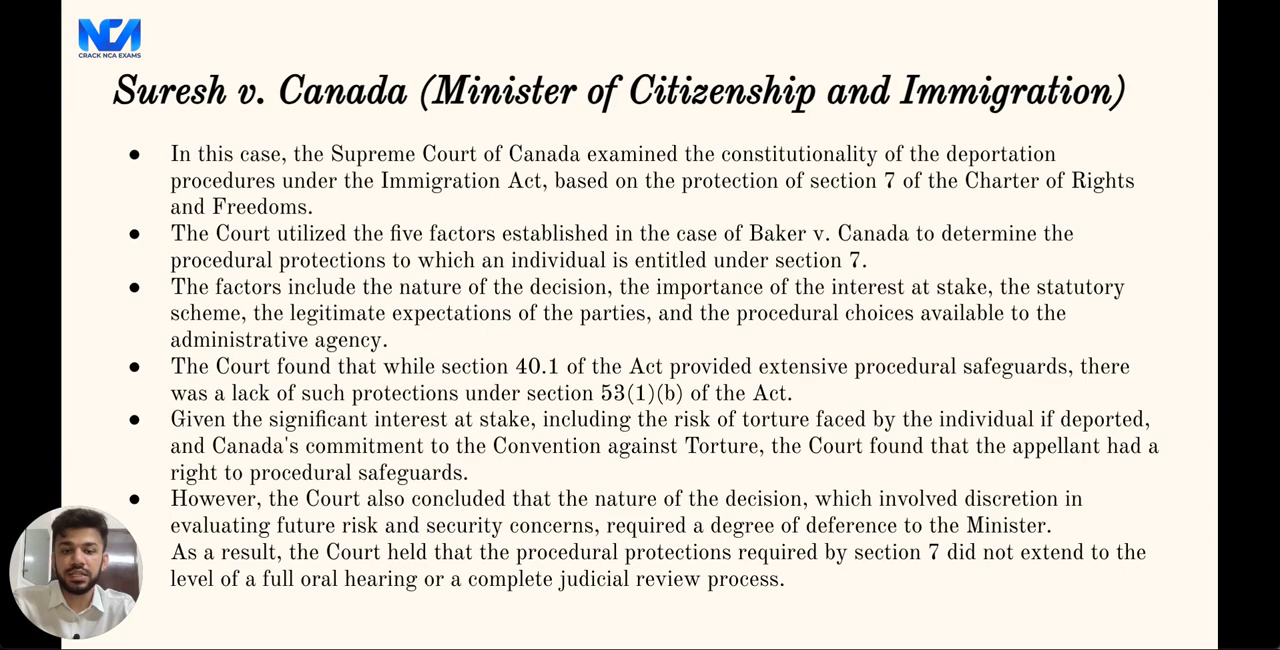 NCA
CRACK NCA EXAMS
Suresh v. Canada (Minister of Citizenship and Immigration)
● In this case, the Supreme Court of Canada examined the constitutionality of the deportation
procedures under the Immigration Act, based on the protection of section 7 of the Charter of Rights
and Freedoms.
● The Court utilized the five factors established in the case of Baker v. Canada to determine the
procedural protections to which an individual is entitled under section 7.
● The factors include the nature of the decision, the importance of the interest at stake, the statutory
scheme, the legitimate expectations of the parties, and the procedural choices available to the
administrative agency.
● The Court found that while section 40.1 of the Act provided extensive procedural safeguards, there
was a lack of such protections under section 53(1)(b) of the Act.
● Given the significant interest at stake, including the risk of torture faced by the individual if deported,
and Canada's commitment to the Convention against Torture, the Court found that the appellant had a
right to procedural safeguards.
● However, the Court also concluded that the nature of the decision, which involved discretion in
evaluating future risk and security concerns, required a degree of deference to the Minister.
As a result, the Court held that the procedural protections required by section 7 did not extend to the
level of a full oral hearing or a complete judicial review process.